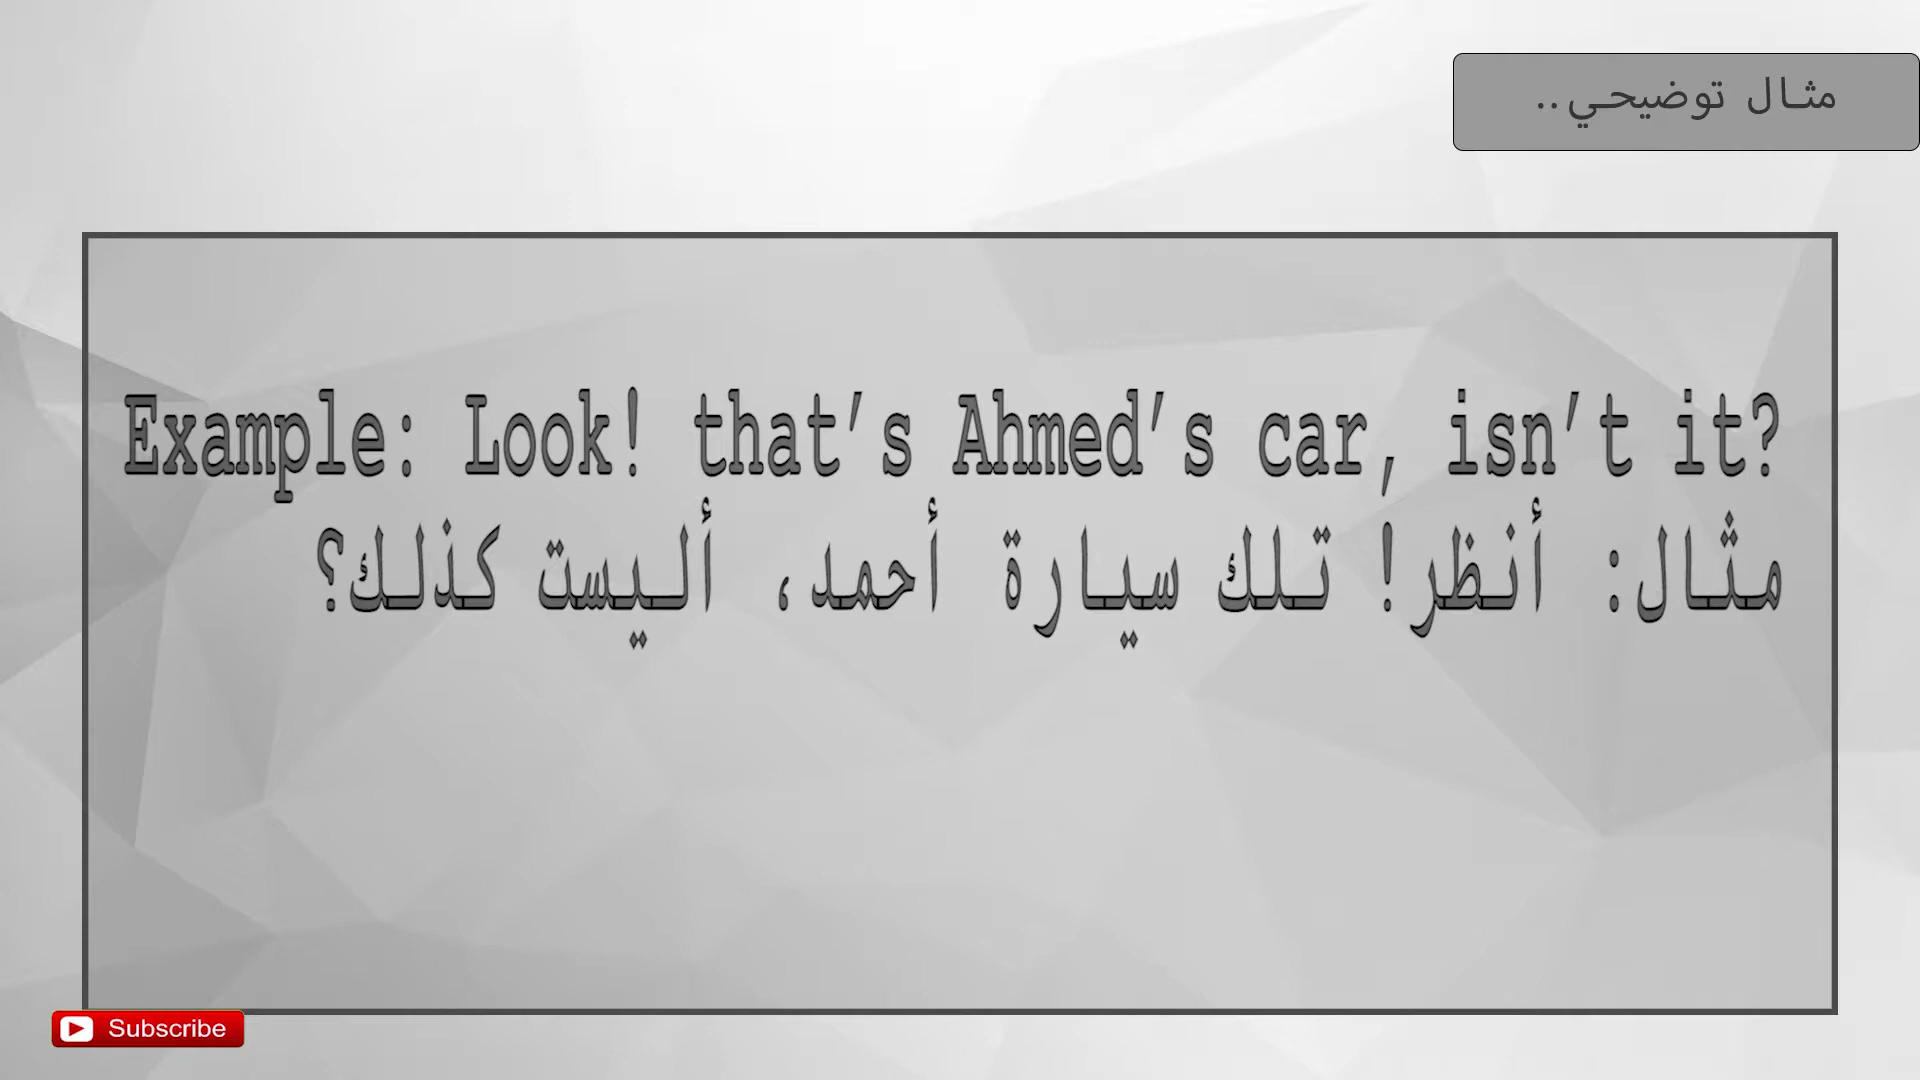 مثال توضيحي..
Example: Look! that's Ahmed's car, isn't it?
مثال: أنظر! تلك سيارة أحمد، أليست كذلك؟
Subscribe